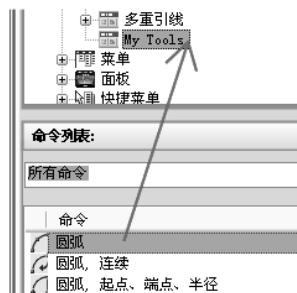 多重引线
My Tools
菜单
面板
快捷菜单
命令列表:
所有命令
命令
圆弧
圆弧, 连续
圆弧, 起点、端点、半径